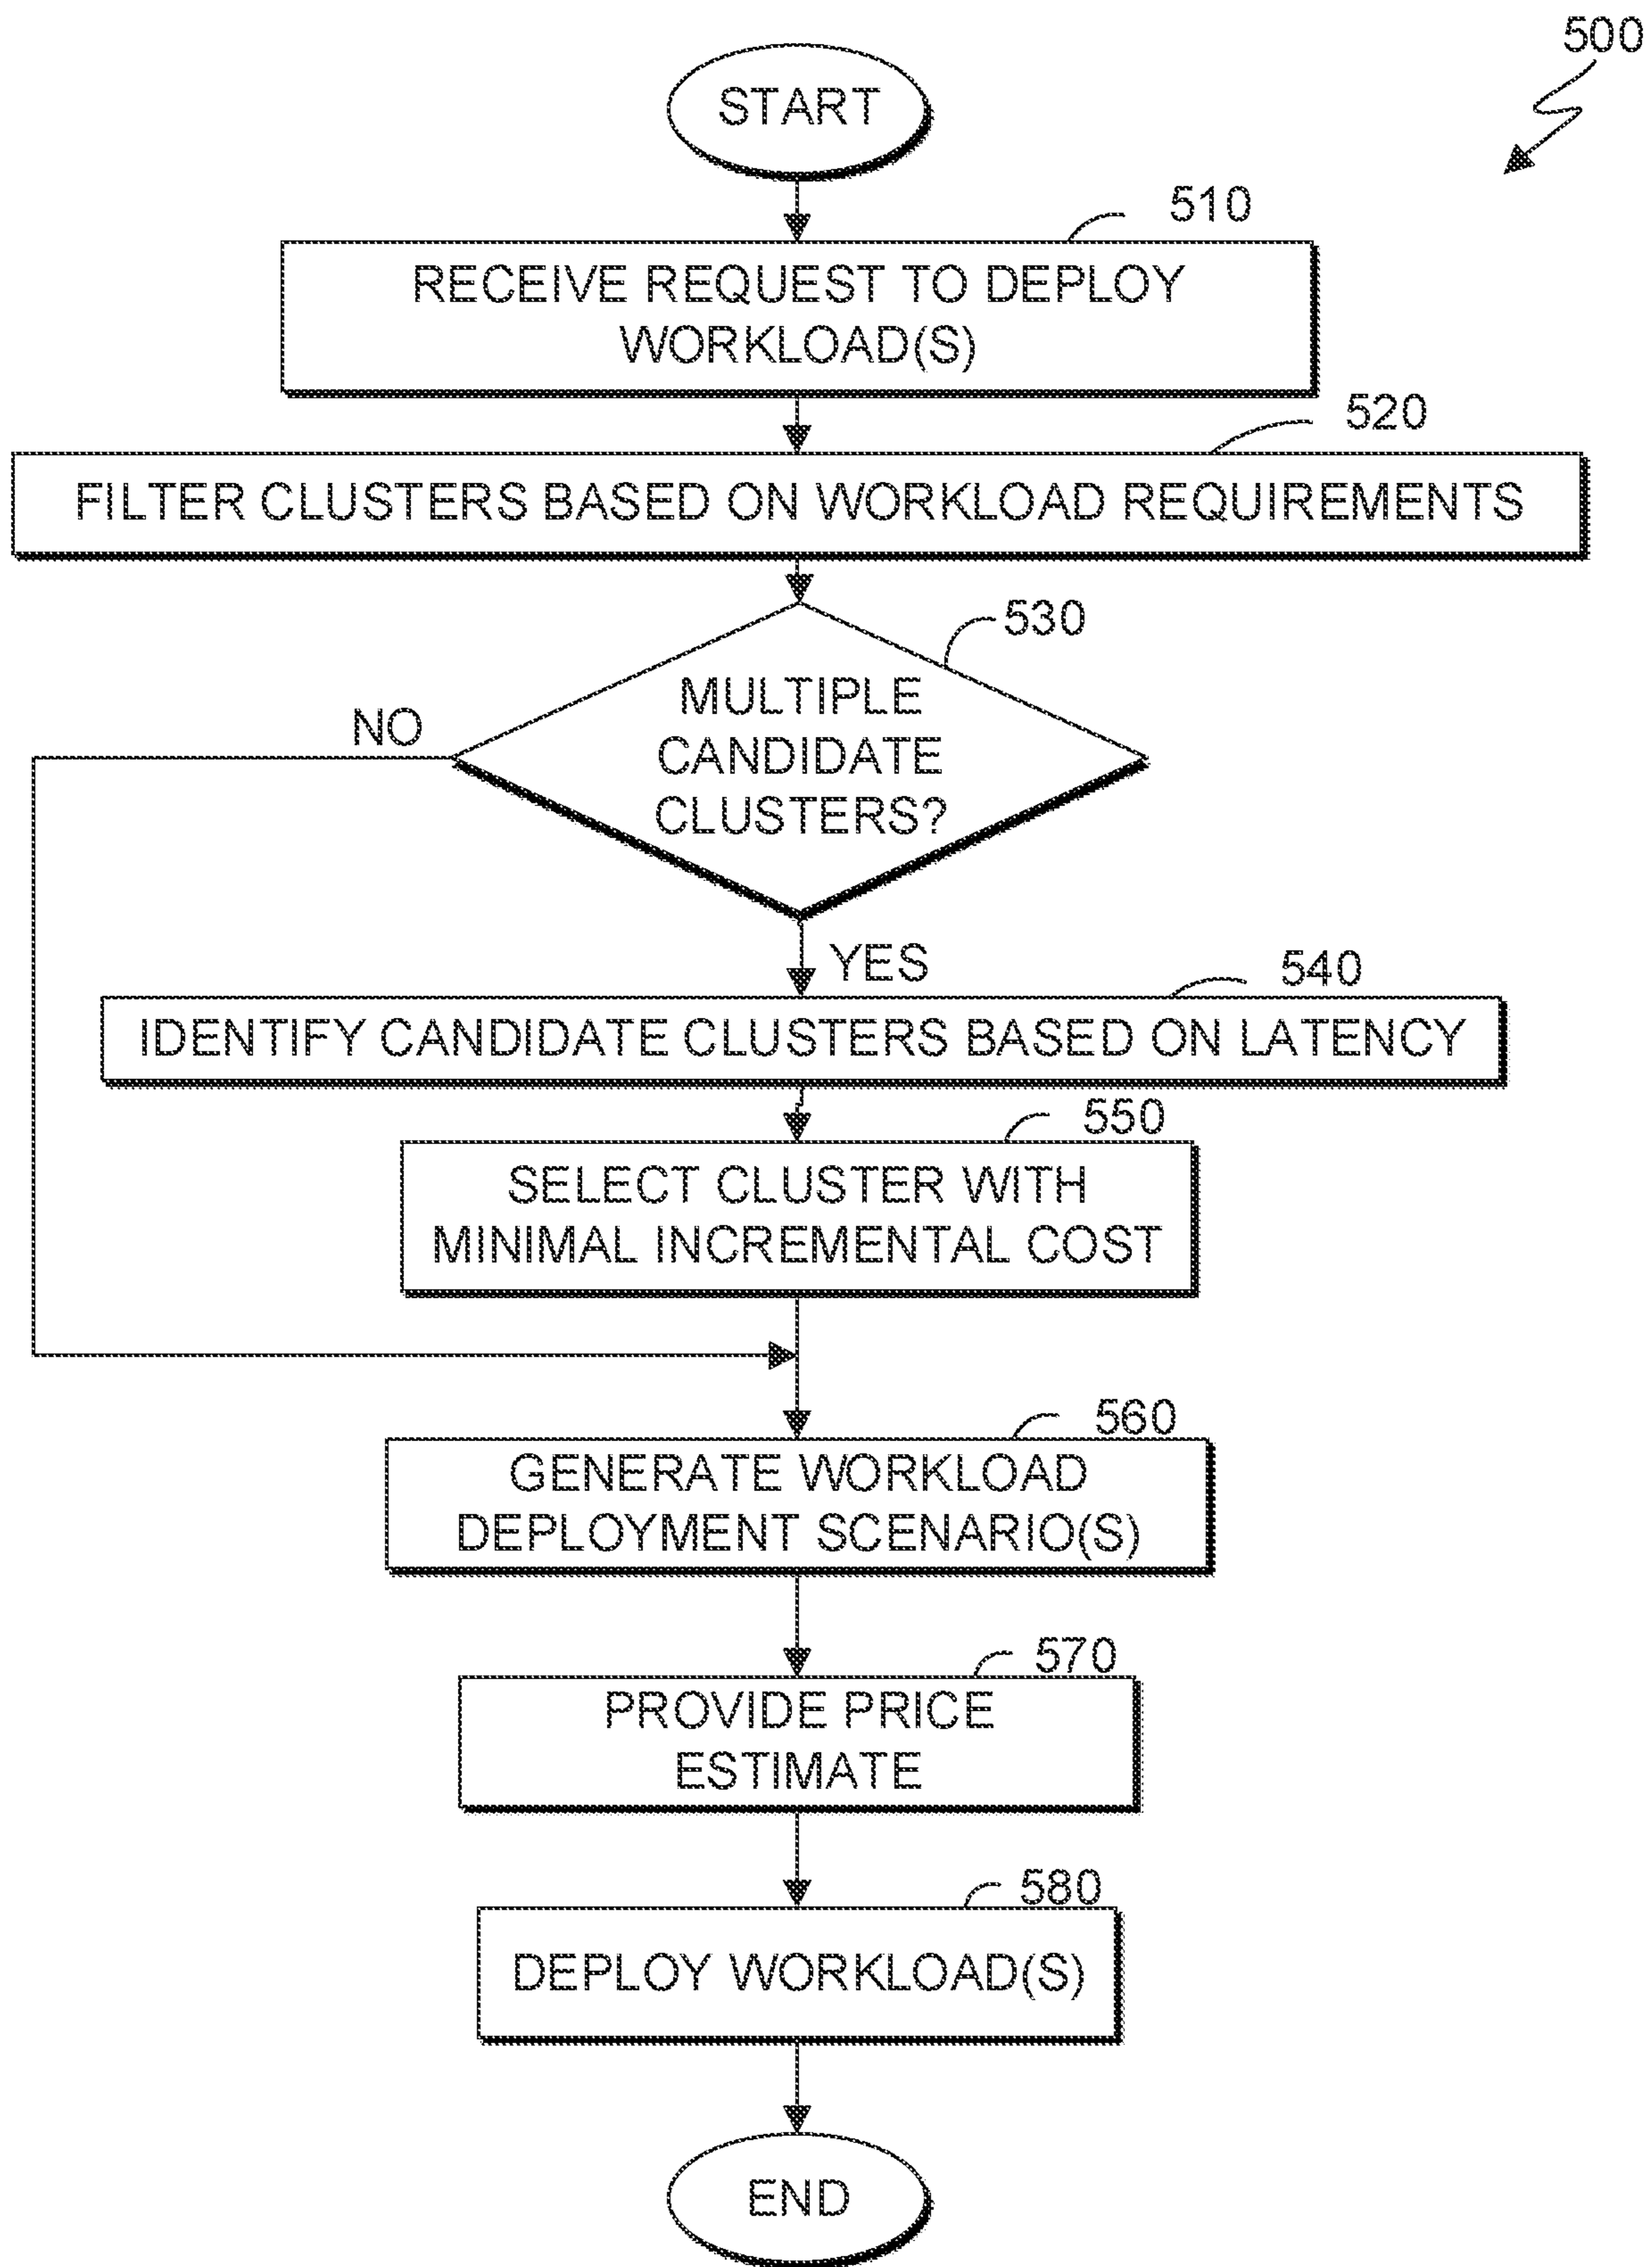 500
START
510
RECEIVE REQUEST TO DEPLOY
WORKLOAD(S)
520
FILTER CLUSTERS BASED ON WORKLOAD REQUIREMENTS
530
MULTIPLE
CANDIDATE
CLUSTERS?
NO
YES
540
IDENTIFY CANDIDATE CLUSTERS BASED ON LATENCY
550
SELECT CLUSTER WITH
MINIMAL INCREMENTAL COST
560
GENERATE WORKLOAD
DEPLOYMENT SCENARIO(S)
570
PROVIDE PRICE
ESTIMATE
580
DEPLOY WORKLOAD(S)
END